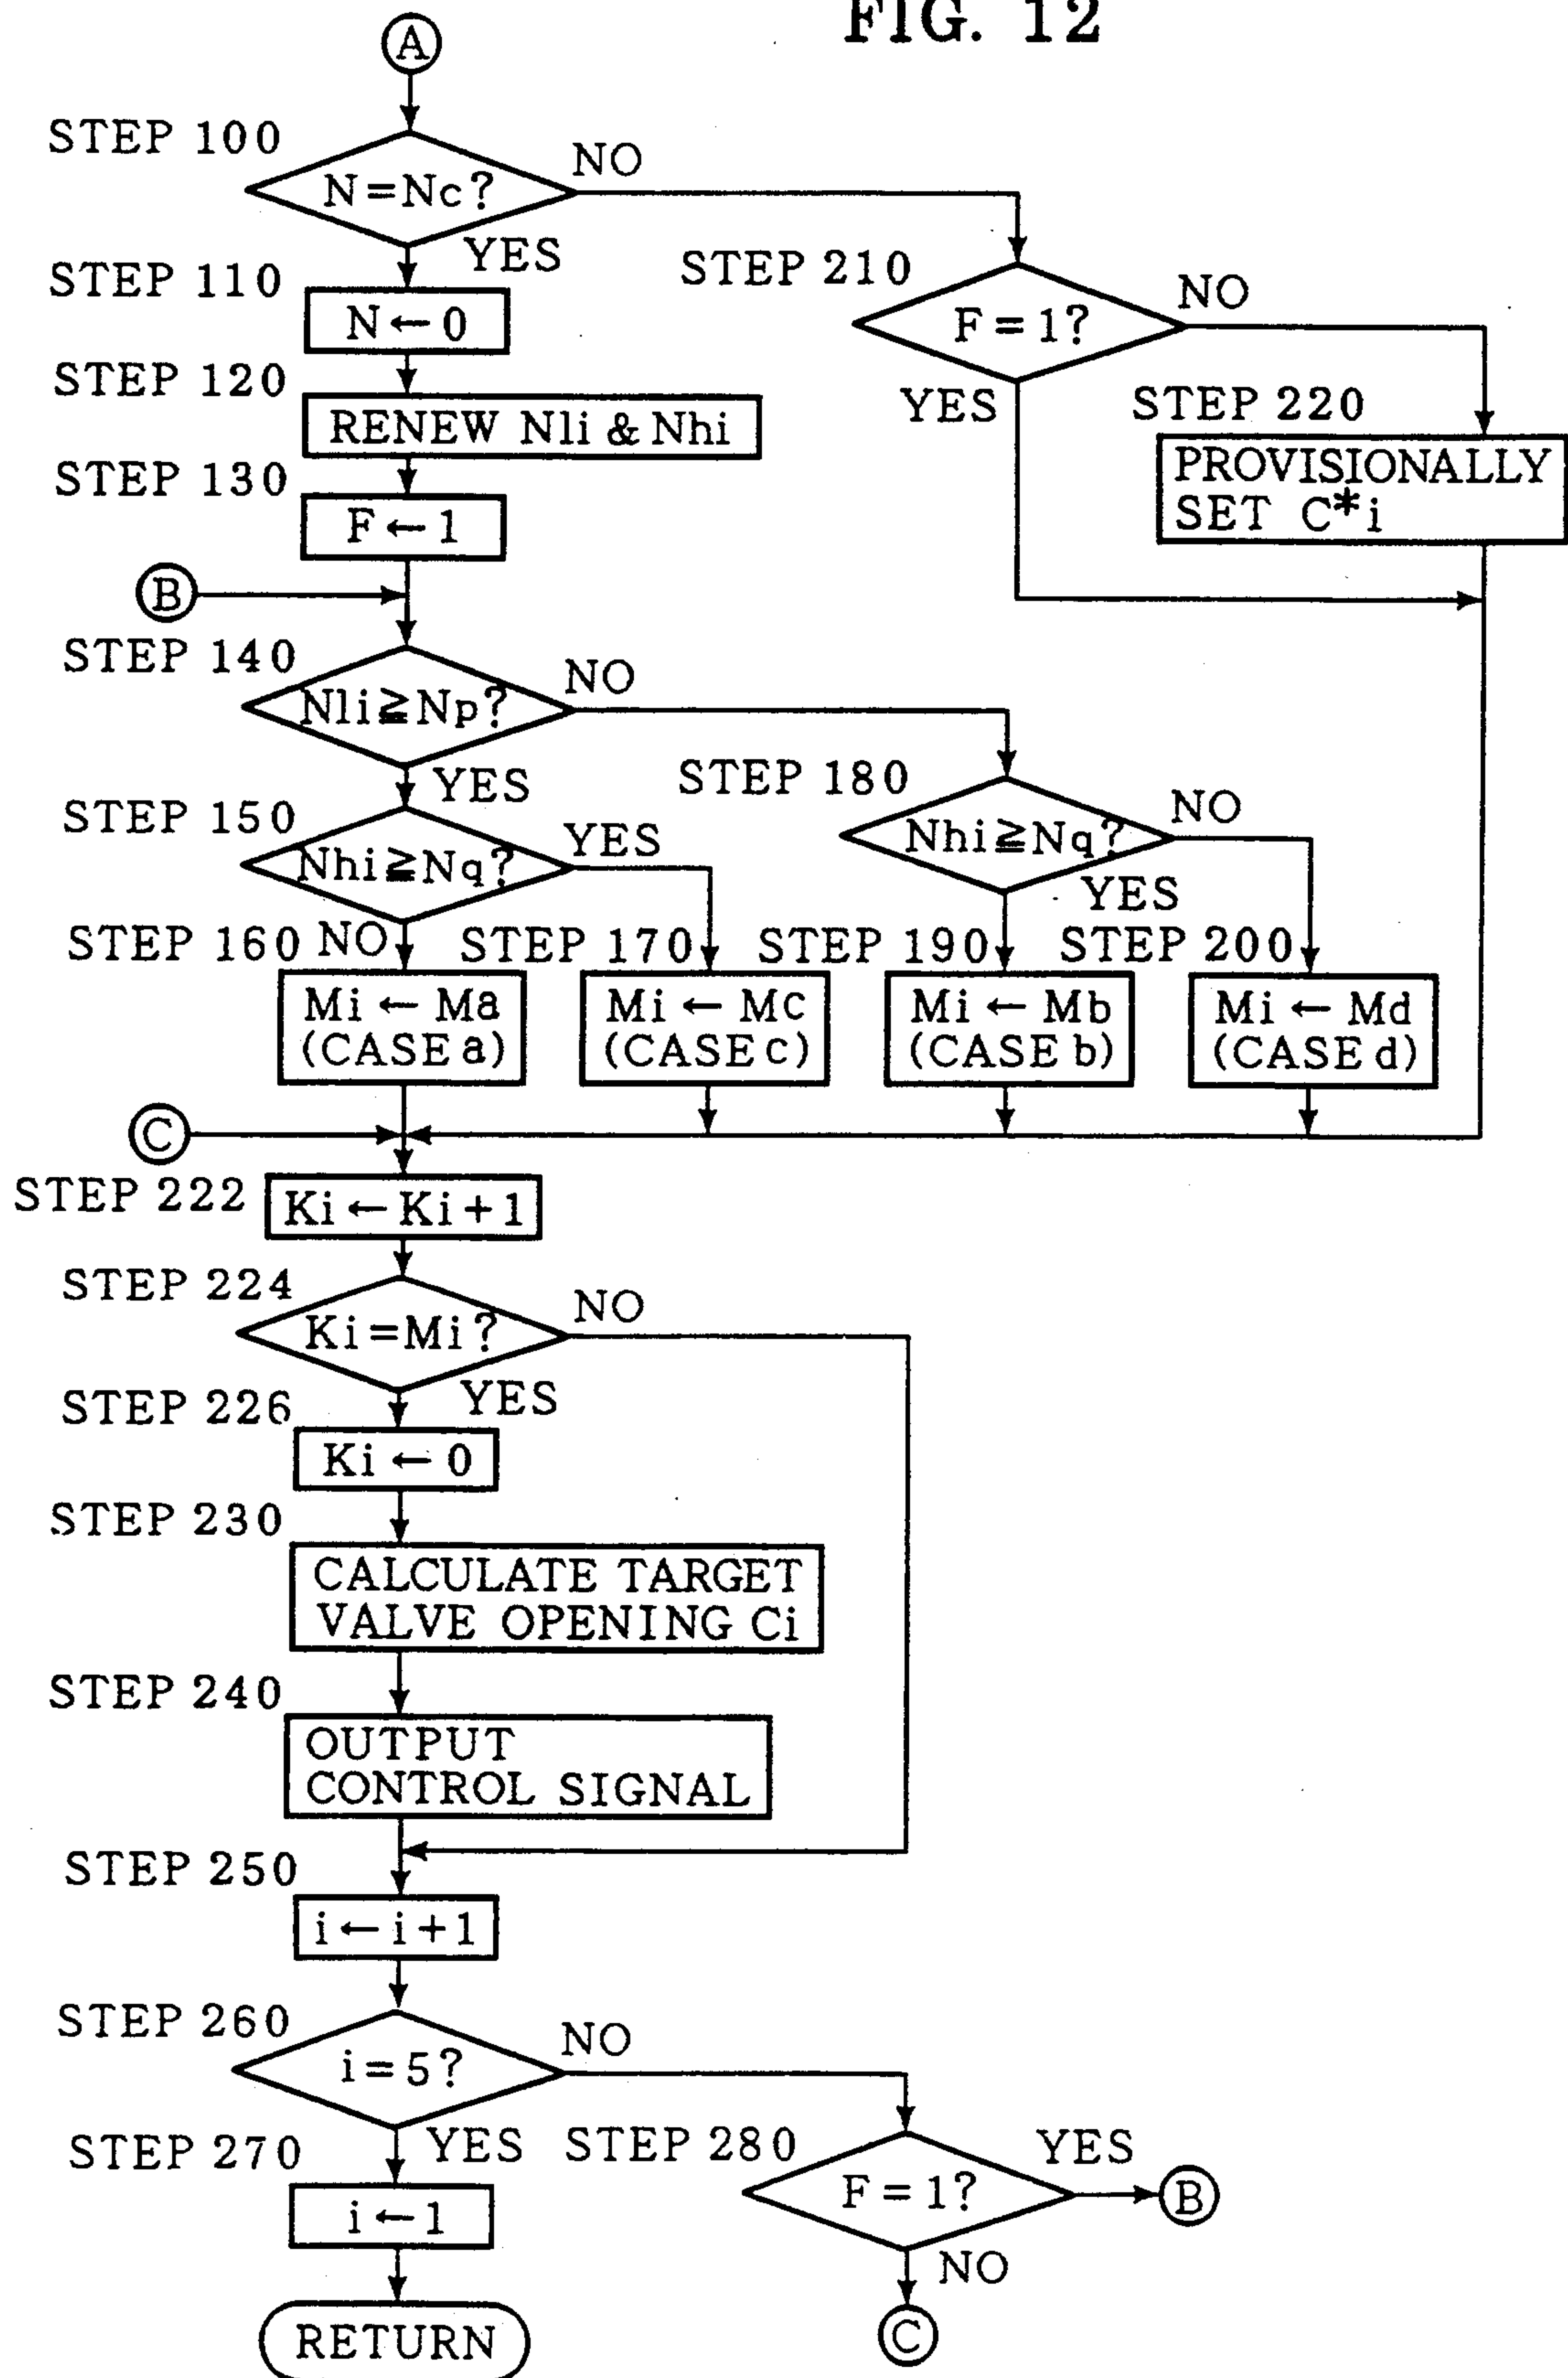 FIG. 12
A
STEP 100
N=Nc?
NO
YES
STEP 110
N←0
STEP 210
F=1?
NO
YES
STEP 120
RENEW Nli & Nhi
STEP 220
PROVISIONALLY
SET C*i
STEP 130
F←1
B
STEP 140
Nli≧Np?
NO
YES
STEP 150
Nhi≧Nq?
YES
STEP 180
Nhi≧Nq?
NO
YES
STEP 160
NO
STEP 170
STEP 190
STEP 200
Mi ← Ma
(CASE a)
Mi ← Mc
(CASE c)
Mi ← Mb
(CASE b)
Mi ← Md
(CASE d)
C
STEP 222
Ki ← Ki+1
STEP 224
Ki=Mi?
NO
YES
STEP 226
Ki ← 0
STEP 230
CALCULATE TARGET
VALVE OPENING Ci
STEP 240
OUTPUT
CONTROL SIGNAL
STEP 250
i←i+1
STEP 260
i=5?
NO
YES
STEP 270
i←1
STEP 280
F=1?
YES
B
NO
C
RETURN